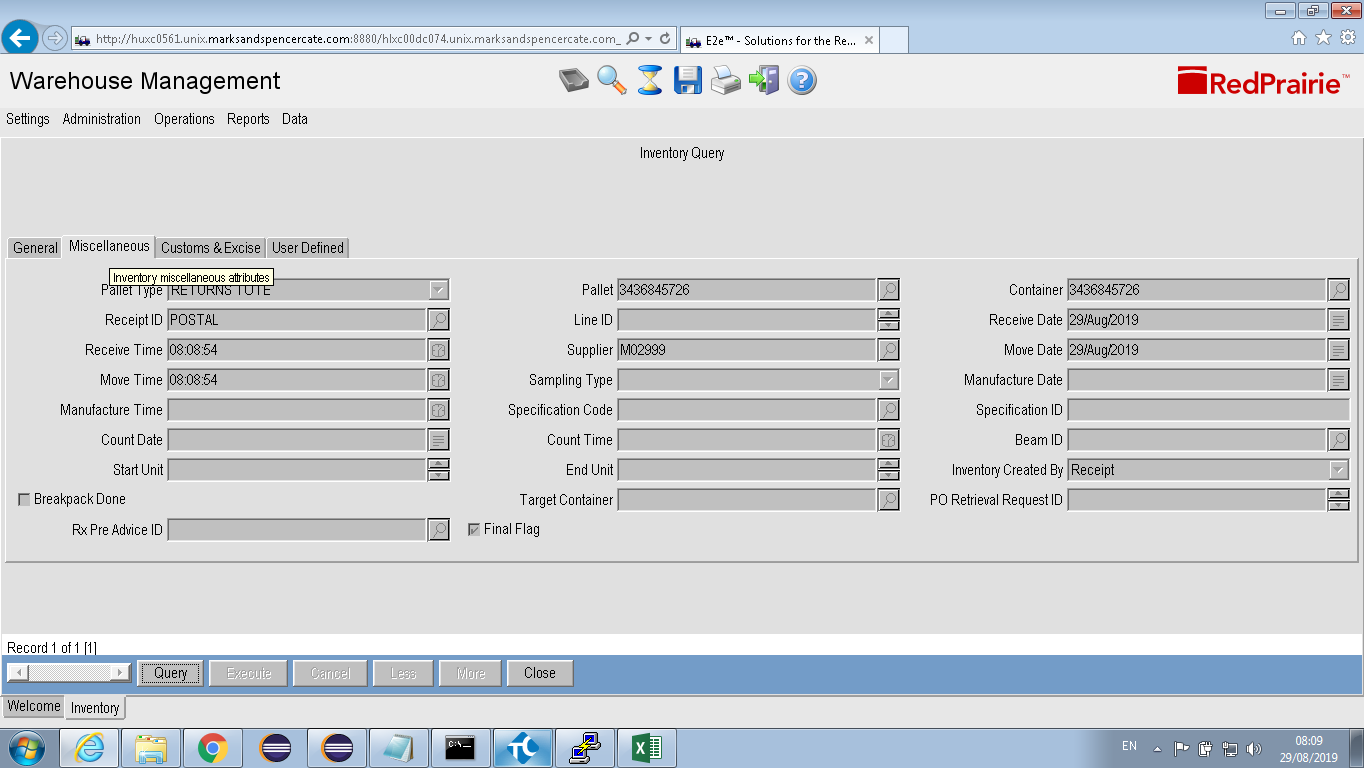 http://huxc0561.unix.marksandspencercate.com:8880/hlxc00dc074.unix.marksandspencercate.com_
E2e™ - Solutions for the Re...
Warehouse Management
RedPrairie™
Settings Administration Operations Reports Data
Inventory Query
General Miscellaneous Customs & Excise User Defined
Inventory miscellaneous attributes
Pallet Type RETURNS TOTE Pallet 3436845726 Container 3436845726
Receipt ID POSTAL Line ID Receive Date 29/Aug/2019
Receive Time 08:08:54 Supplier M02999 Move Date 29/Aug/2019
Move Time 08:08:54 Sampling Type Manufacture Date
Manufacture Time Specification Code Specification ID
Count Date Count Time Beam ID
Start Unit End Unit Inventory Created By Receipt
Breakpack Done Target Container PO Retrieval Request ID
Rx Pre Advice ID Final Flag
Record 1 of 1 [1]
Query Execute Cancel Less More Close
Welcome Inventory
EN 08:09
29/08/2019